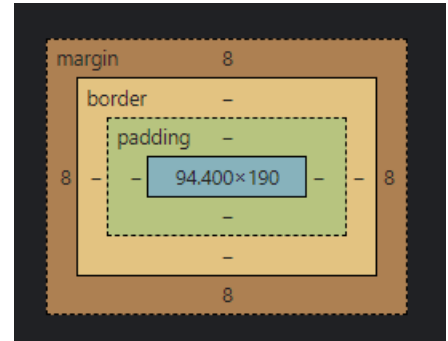 margin 8
border –
padding –
8 – – 94.400×190 – – 8
–
–
8